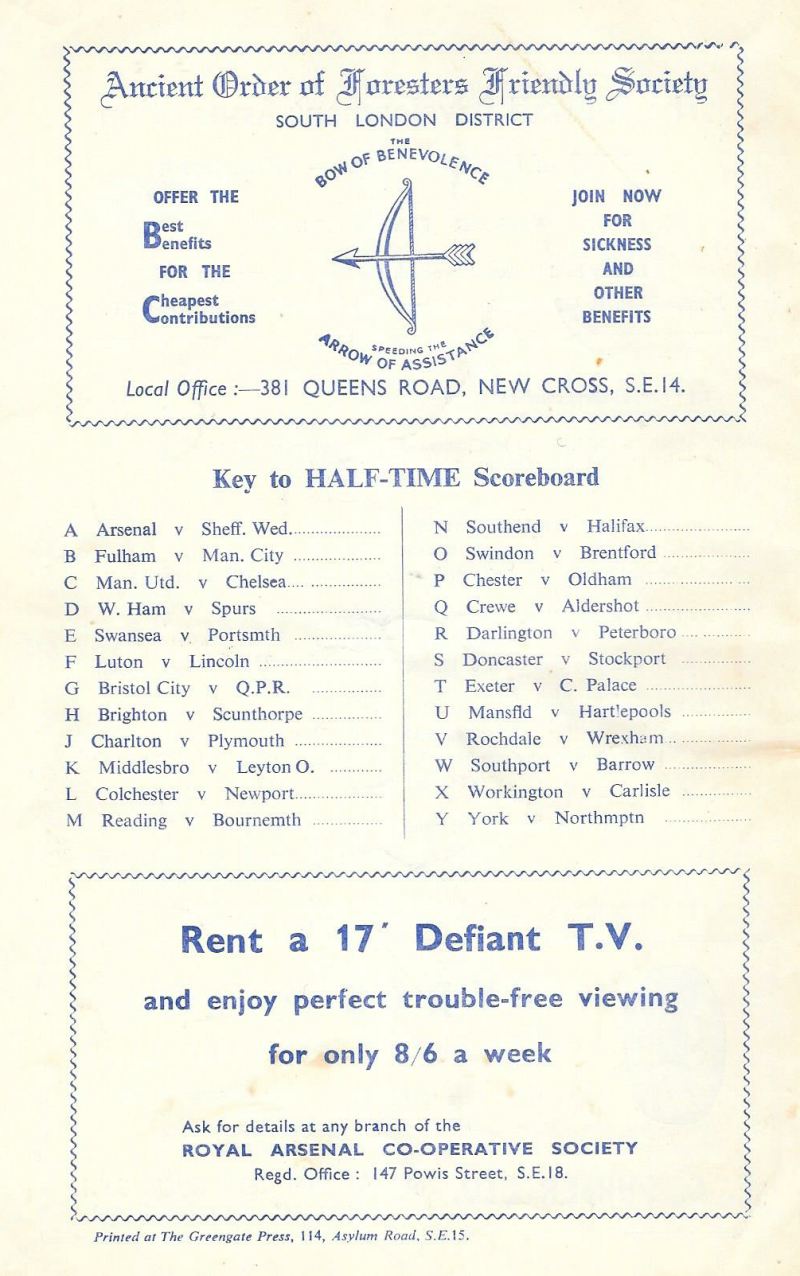 Ancient Order of Foresters Friendly Society
SOUTH LONDON DISTRICT
THE
BOW OF BENEVOLENCE
OFFER THE
Best
Benefits
FOR THE
Cheapest
Contributions
JOIN NOW
FOR
SICKNESS
AND
OTHER
BENEFITS
SPEEDING THE
ARROW OF ASSISTANCE
Local Office :—381 QUEENS ROAD, NEW CROSS, S.E.14.
Key to HALF-TIME Scoreboard
A Arsenal v Sheff. Wed.....................
B Fulham v Man. City .....................
C Man. Utd. v Chelsea.... .................
D W. Ham v Spurs .........................
E Swansea v. Portsmth .....................
F Luton v Lincoln .............................
G Bristol City v Q.P.R. .................
H Brighton v Scunthorpe .................
J Charlton v Plymouth .....................
K Middlesbro v Leyton O. .............
L Colchester v Newport.....................
M Reading v Bournemth .................
N Southend v Halifax.........................
O Swindon v Brentford .....................
P Chester v Oldham .........................
Q Crewe v Aldershot .........................
R Darlington v Peterboro .... ............
S Doncaster v Stockport .................
T Exeter v C. Palace .........................
U Mansfld v Hartlepools .................
V Rochdale v Wrexham .. .................
W Southport v Barrow .....................
X Workington v Carlisle .................
Y York v Northmptn .....................
Rent a 17″ Defiant T.V.
and enjoy perfect trouble-free viewing
for only 8/6 a week
Ask for details at any branch of the
ROYAL ARSENAL CO-OPERATIVE SOCIETY
Regd. Office : 147 Powis Street, S.E.18.
Printed at The Greengate Press, 114, Asylum Road, S.E.15.